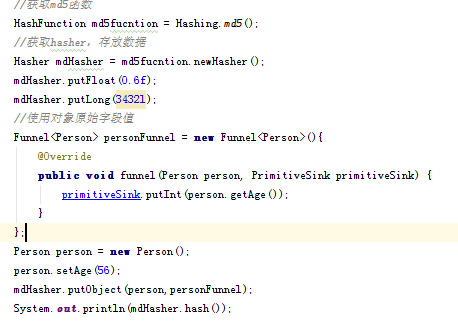 //获取md5函数
HashFunction md5fucntion = Hashing.md5();
//获取hasher，存放数据
Hasher mdHasher = md5fucntion.newHasher();
mdHasher.putFloat(0.6f);
mdHasher.putLong(3432l);
//使用对象原始字段值
Funnel<Person> personFunnel = new Funnel<Person>(){
@Override
public void funnel(Person person, PrimitiveSink primitiveSink) {
primitiveSink.putInt(person.getAge());
}
};
Person person = new Person();
person.setAge(56);
mdHasher.putObject(person,personFunnel);
System.out.println(mdHasher.hash());